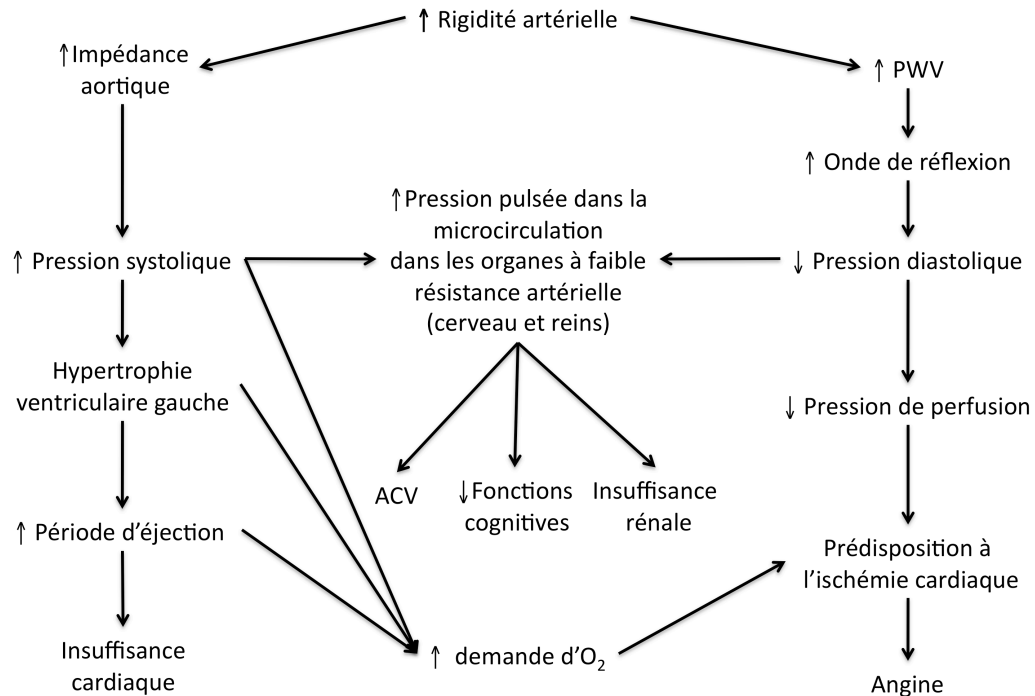 ↑ Rigidité artérielle
↑Impédance
aortique
↑ PWV
↑ Onde de réflexion
↑Pression pulsée dans la
microcirculation
dans les organes à faible
résistance artérielle
(cerveau et reins)
↑ Pression systolique
↓ Pression diastolique
Hypertrophie
ventriculaire gauche
↓ Pression de perfusion
ACV
↓Fonctions
cognitives
Insuffisance
rénale
↑ Période d’éjection
Prédisposition à
l’ischémie cardiaque
Insuffisance
cardiaque
↑ demande d’O₂
Angine